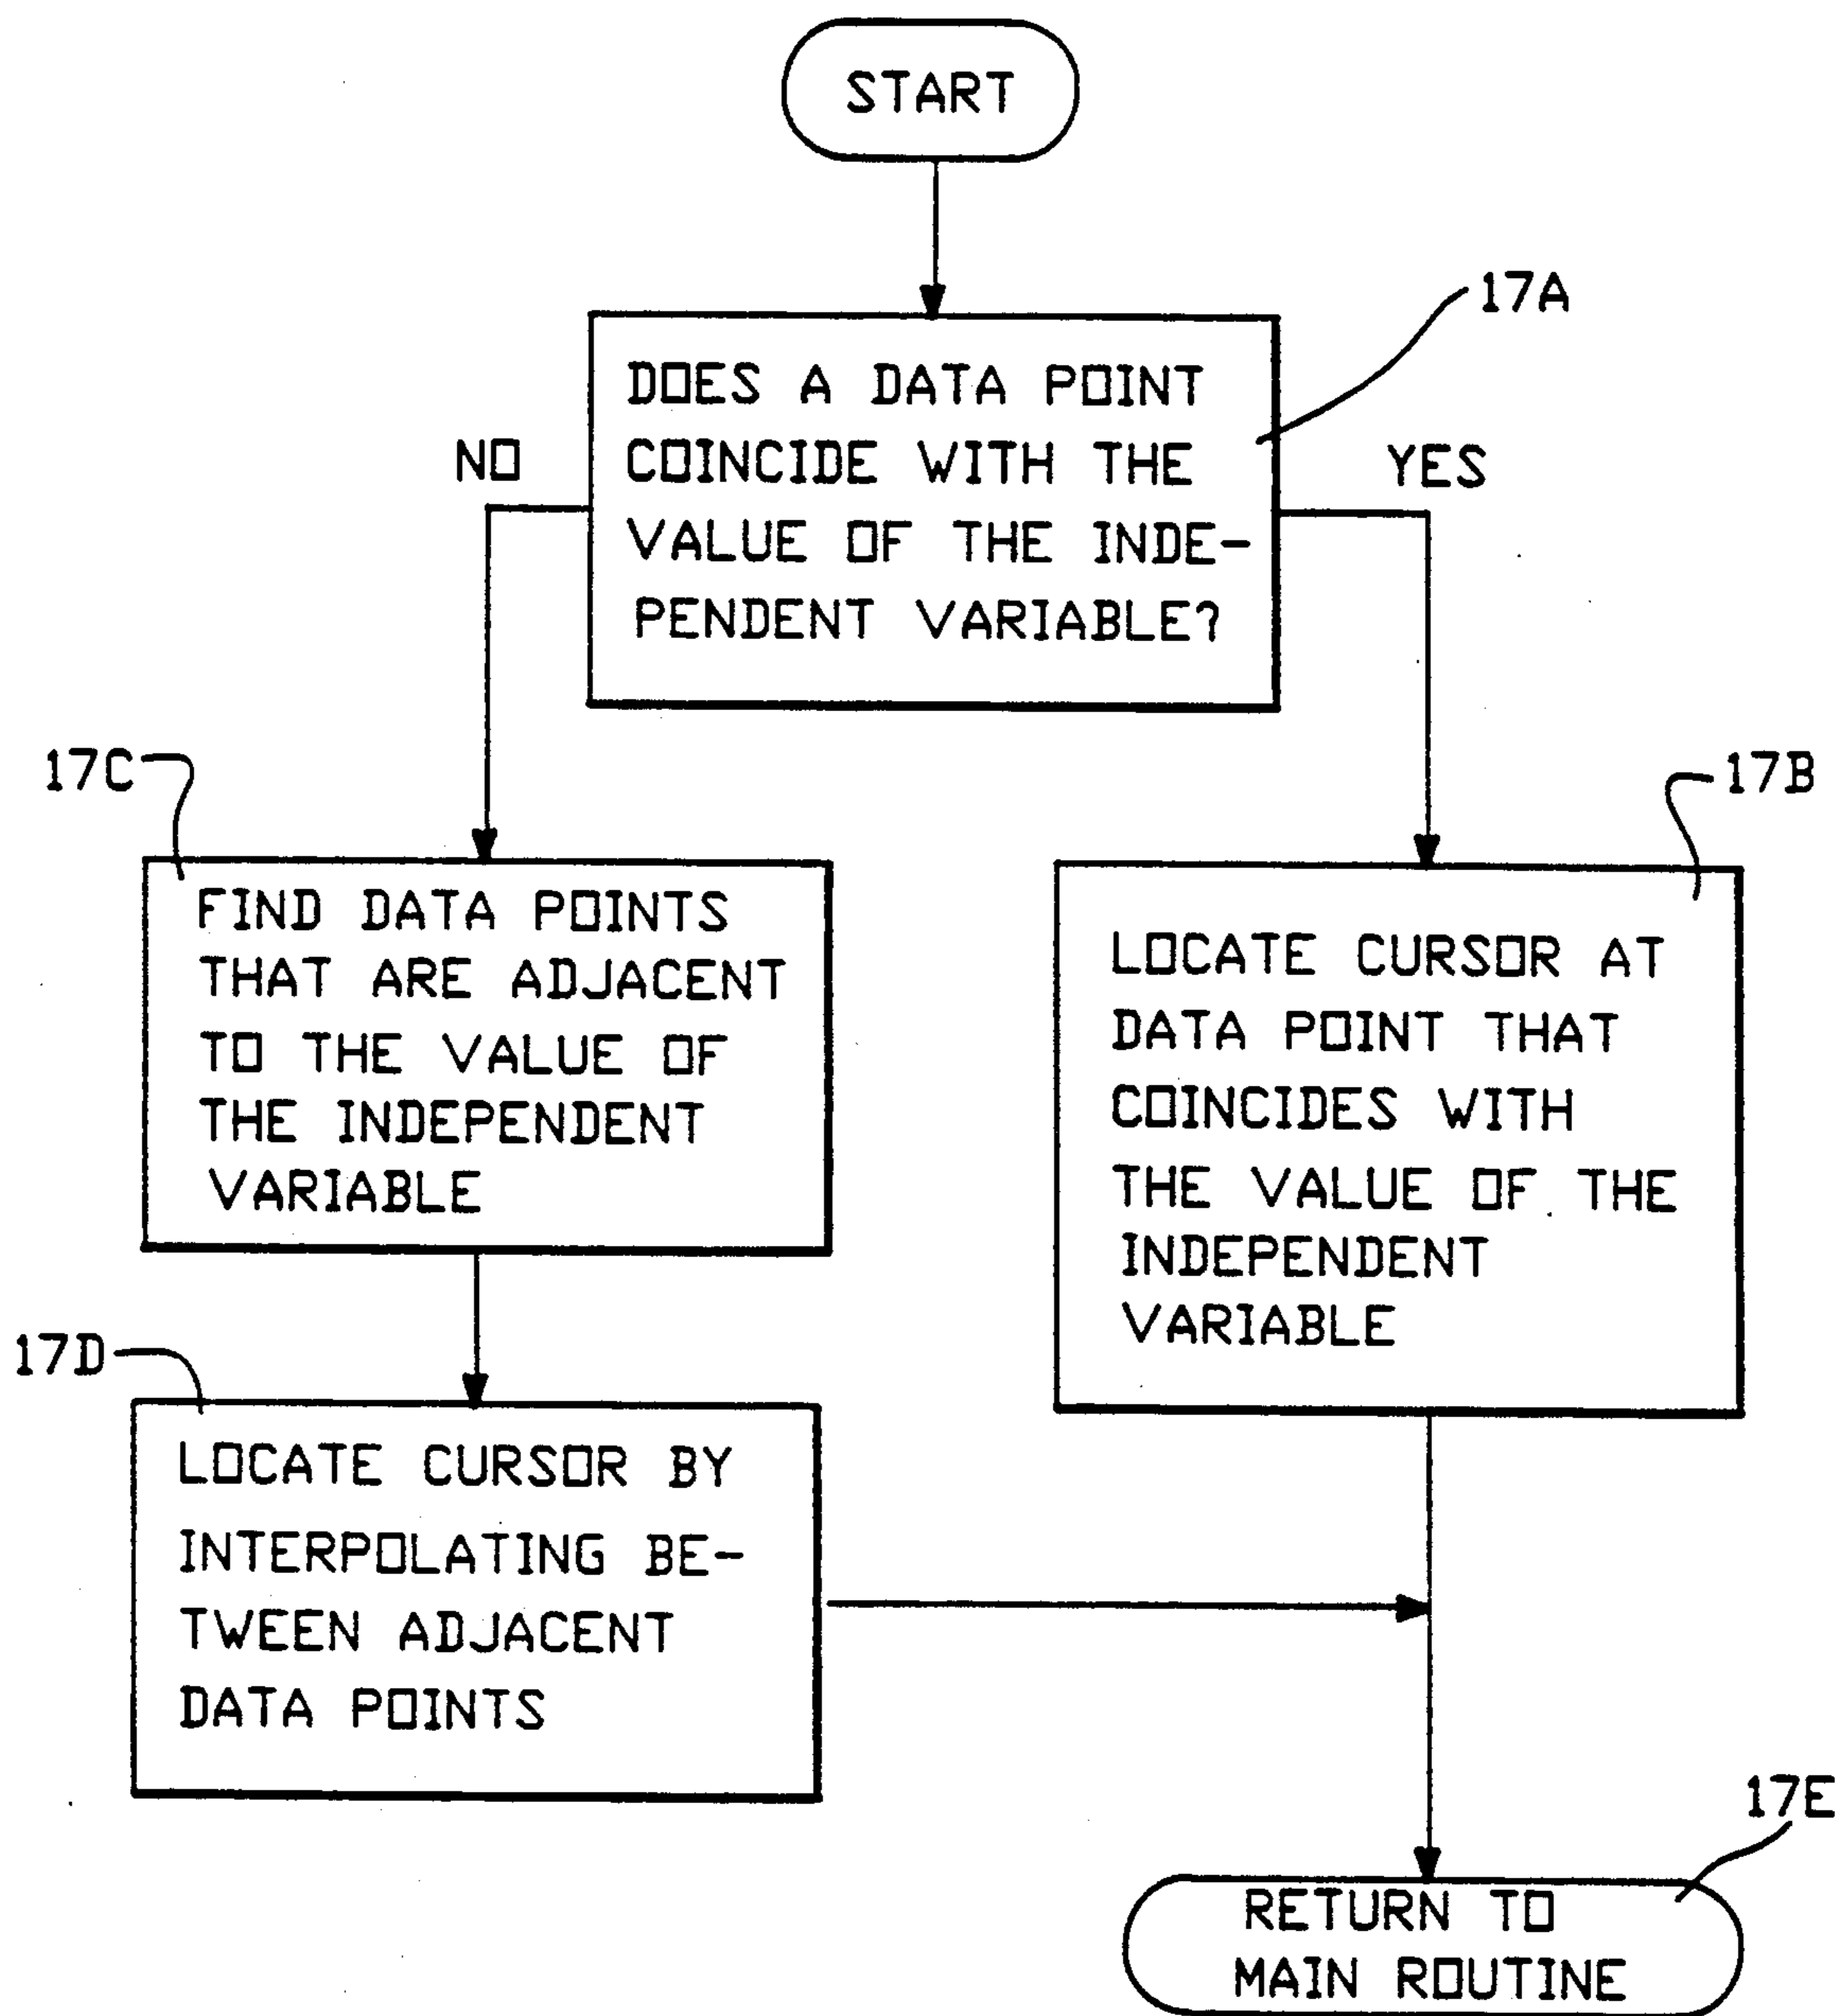 START
17A
DOES A DATA POINT
COINCIDE WITH THE
VALUE OF THE INDE-
PENDENT VARIABLE?
NO
YES
17C
FIND DATA POINTS
THAT ARE ADJACENT
TO THE VALUE OF
THE INDEPENDENT
VARIABLE
17B
LOCATE CURSOR AT
DATA POINT THAT
COINCIDES WITH
THE VALUE OF THE
INDEPENDENT
VARIABLE
17D
LOCATE CURSOR BY
INTERPOLATING BE-
TWEEN ADJACENT
DATA POINTS
17E
RETURN TO
MAIN ROUTINE